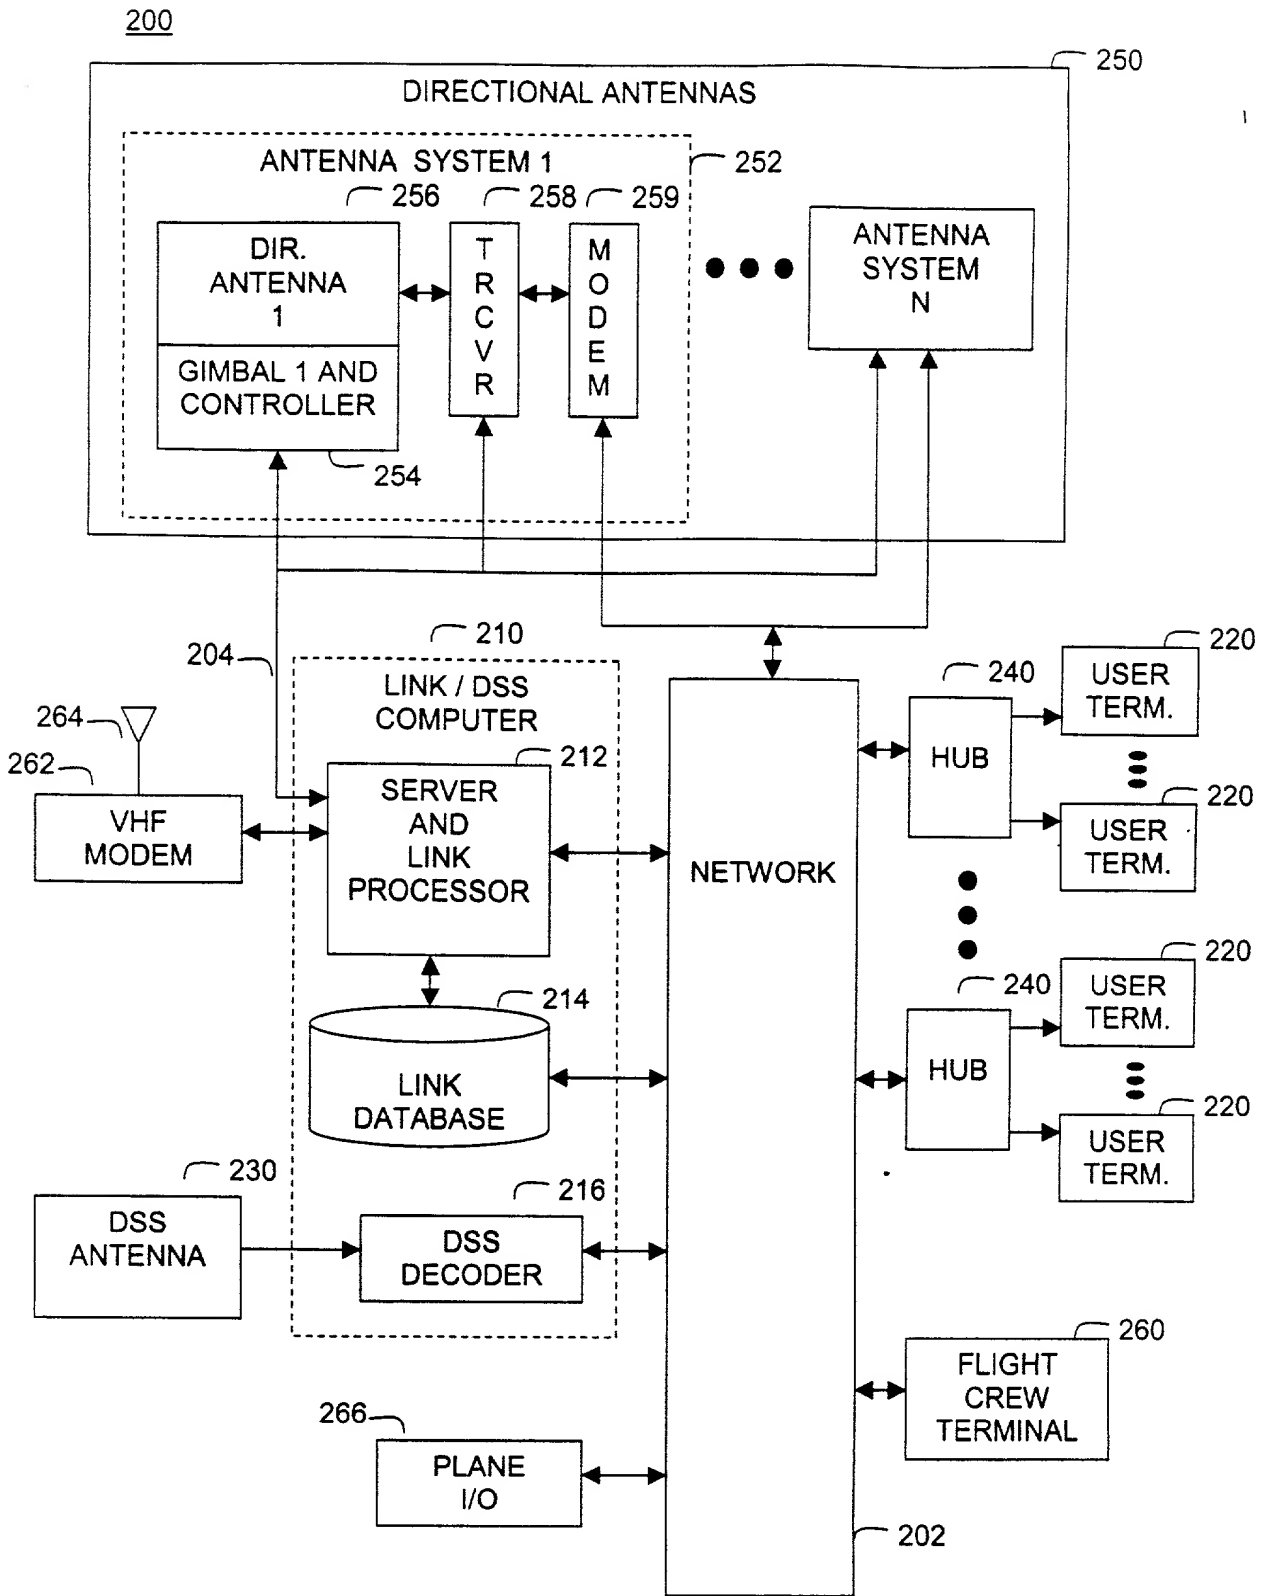 200
250
DIRECTIONAL ANTENNAS
ANTENNA SYSTEM 1
252
256
258
259
DIR.
ANTENNA
1
GIMBAL 1 AND
CONTROLLER
254
T
R
C
V
R
M
O
D
E
M
ANTENNA
SYSTEM
N
204
210
LINK / DSS
COMPUTER
264
262
VHF
MODEM
212
SERVER
AND
LINK
PROCESSOR
214
LINK
DATABASE
230
DSS
ANTENNA
216
DSS
DECODER
266
PLANE
I/O
NETWORK
202
240
HUB
220
USER
TERM.
220
USER
TERM.
240
HUB
220
USER
TERM.
220
USER
TERM.
260
FLIGHT
CREW
TERMINAL